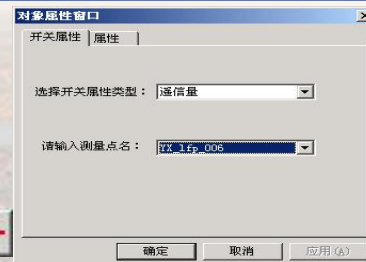 对象属性窗口
开关属性 属性
选择开关属性类型： 遥信量
请输入测量点名： YX_lfp_006
确定 取消 应用(A)